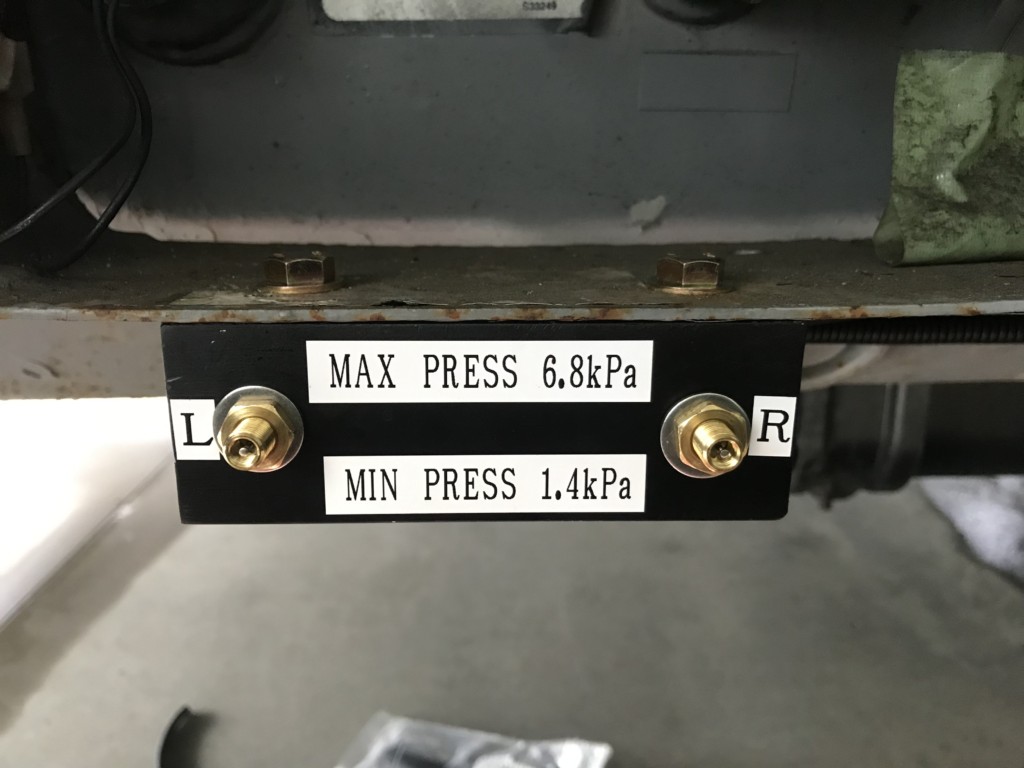 MAX PRESS 6.8kPa
L
R
MIN PRESS 1.4kPa